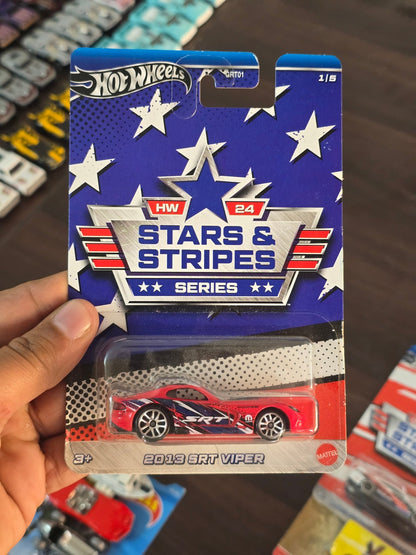 HOT WHEELS
GRT01
1/5
HW 24
STARS &
STRIPES
★★ SERIES ★★
SRT
3+
2013 SRT VIPER
MATTEL